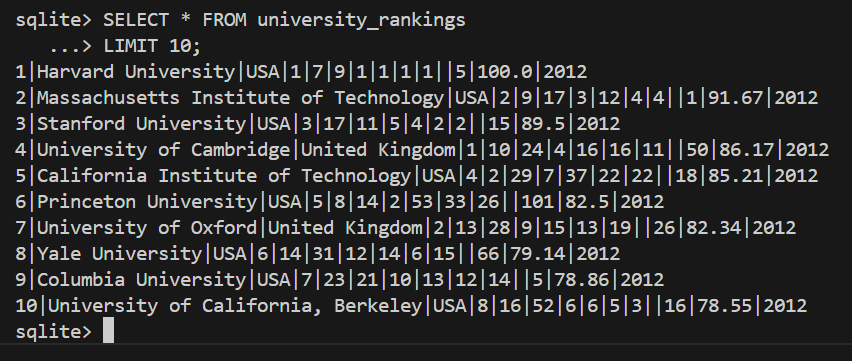 sqlite> SELECT * FROM university_rankings
   ...> LIMIT 10;
1|Harvard University|USA|1|7|9|1|1|1|1||5|100.0|2012
2|Massachusetts Institute of Technology|USA|2|9|17|3|12|4|4||1|91.67|2012
3|Stanford University|USA|3|17|11|5|4|2|2||15|89.5|2012
4|University of Cambridge|United Kingdom|1|10|24|4|16|16|11||50|86.17|2012
5|California Institute of Technology|USA|4|2|29|7|37|22|22||18|85.21|2012
6|Princeton University|USA|5|8|14|2|53|33|26||101|82.5|2012
7|University of Oxford|United Kingdom|2|13|28|9|15|13|19||26|82.34|2012
8|Yale University|USA|6|14|31|12|14|6|15||66|79.14|2012
9|Columbia University|USA|7|23|21|10|13|12|14||5|78.86|2012
10|University of California, Berkeley|USA|8|16|52|6|6|5|3||16|78.55|2012
sqlite>